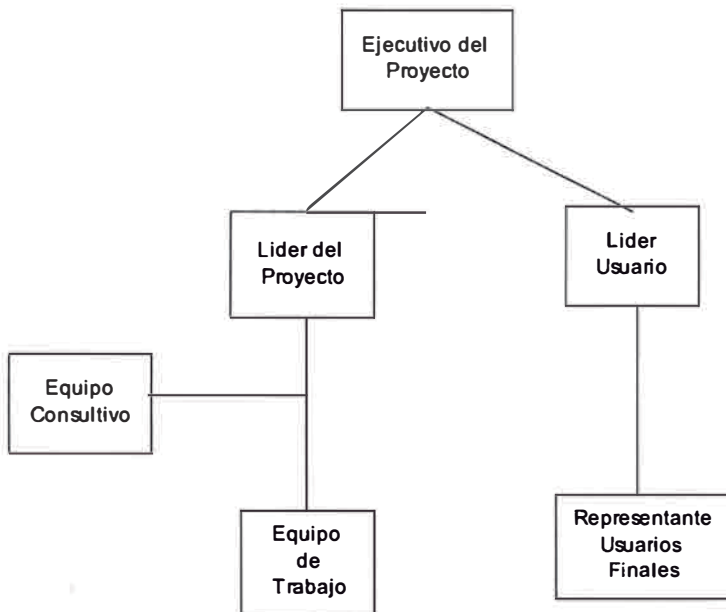 Ejecutivo del
Proyecto
Lider del
Proyecto
Lider
Usuario
Equipo
Consultivo
Equipo
de
Trabajo
Representante
Usuarios
Finales